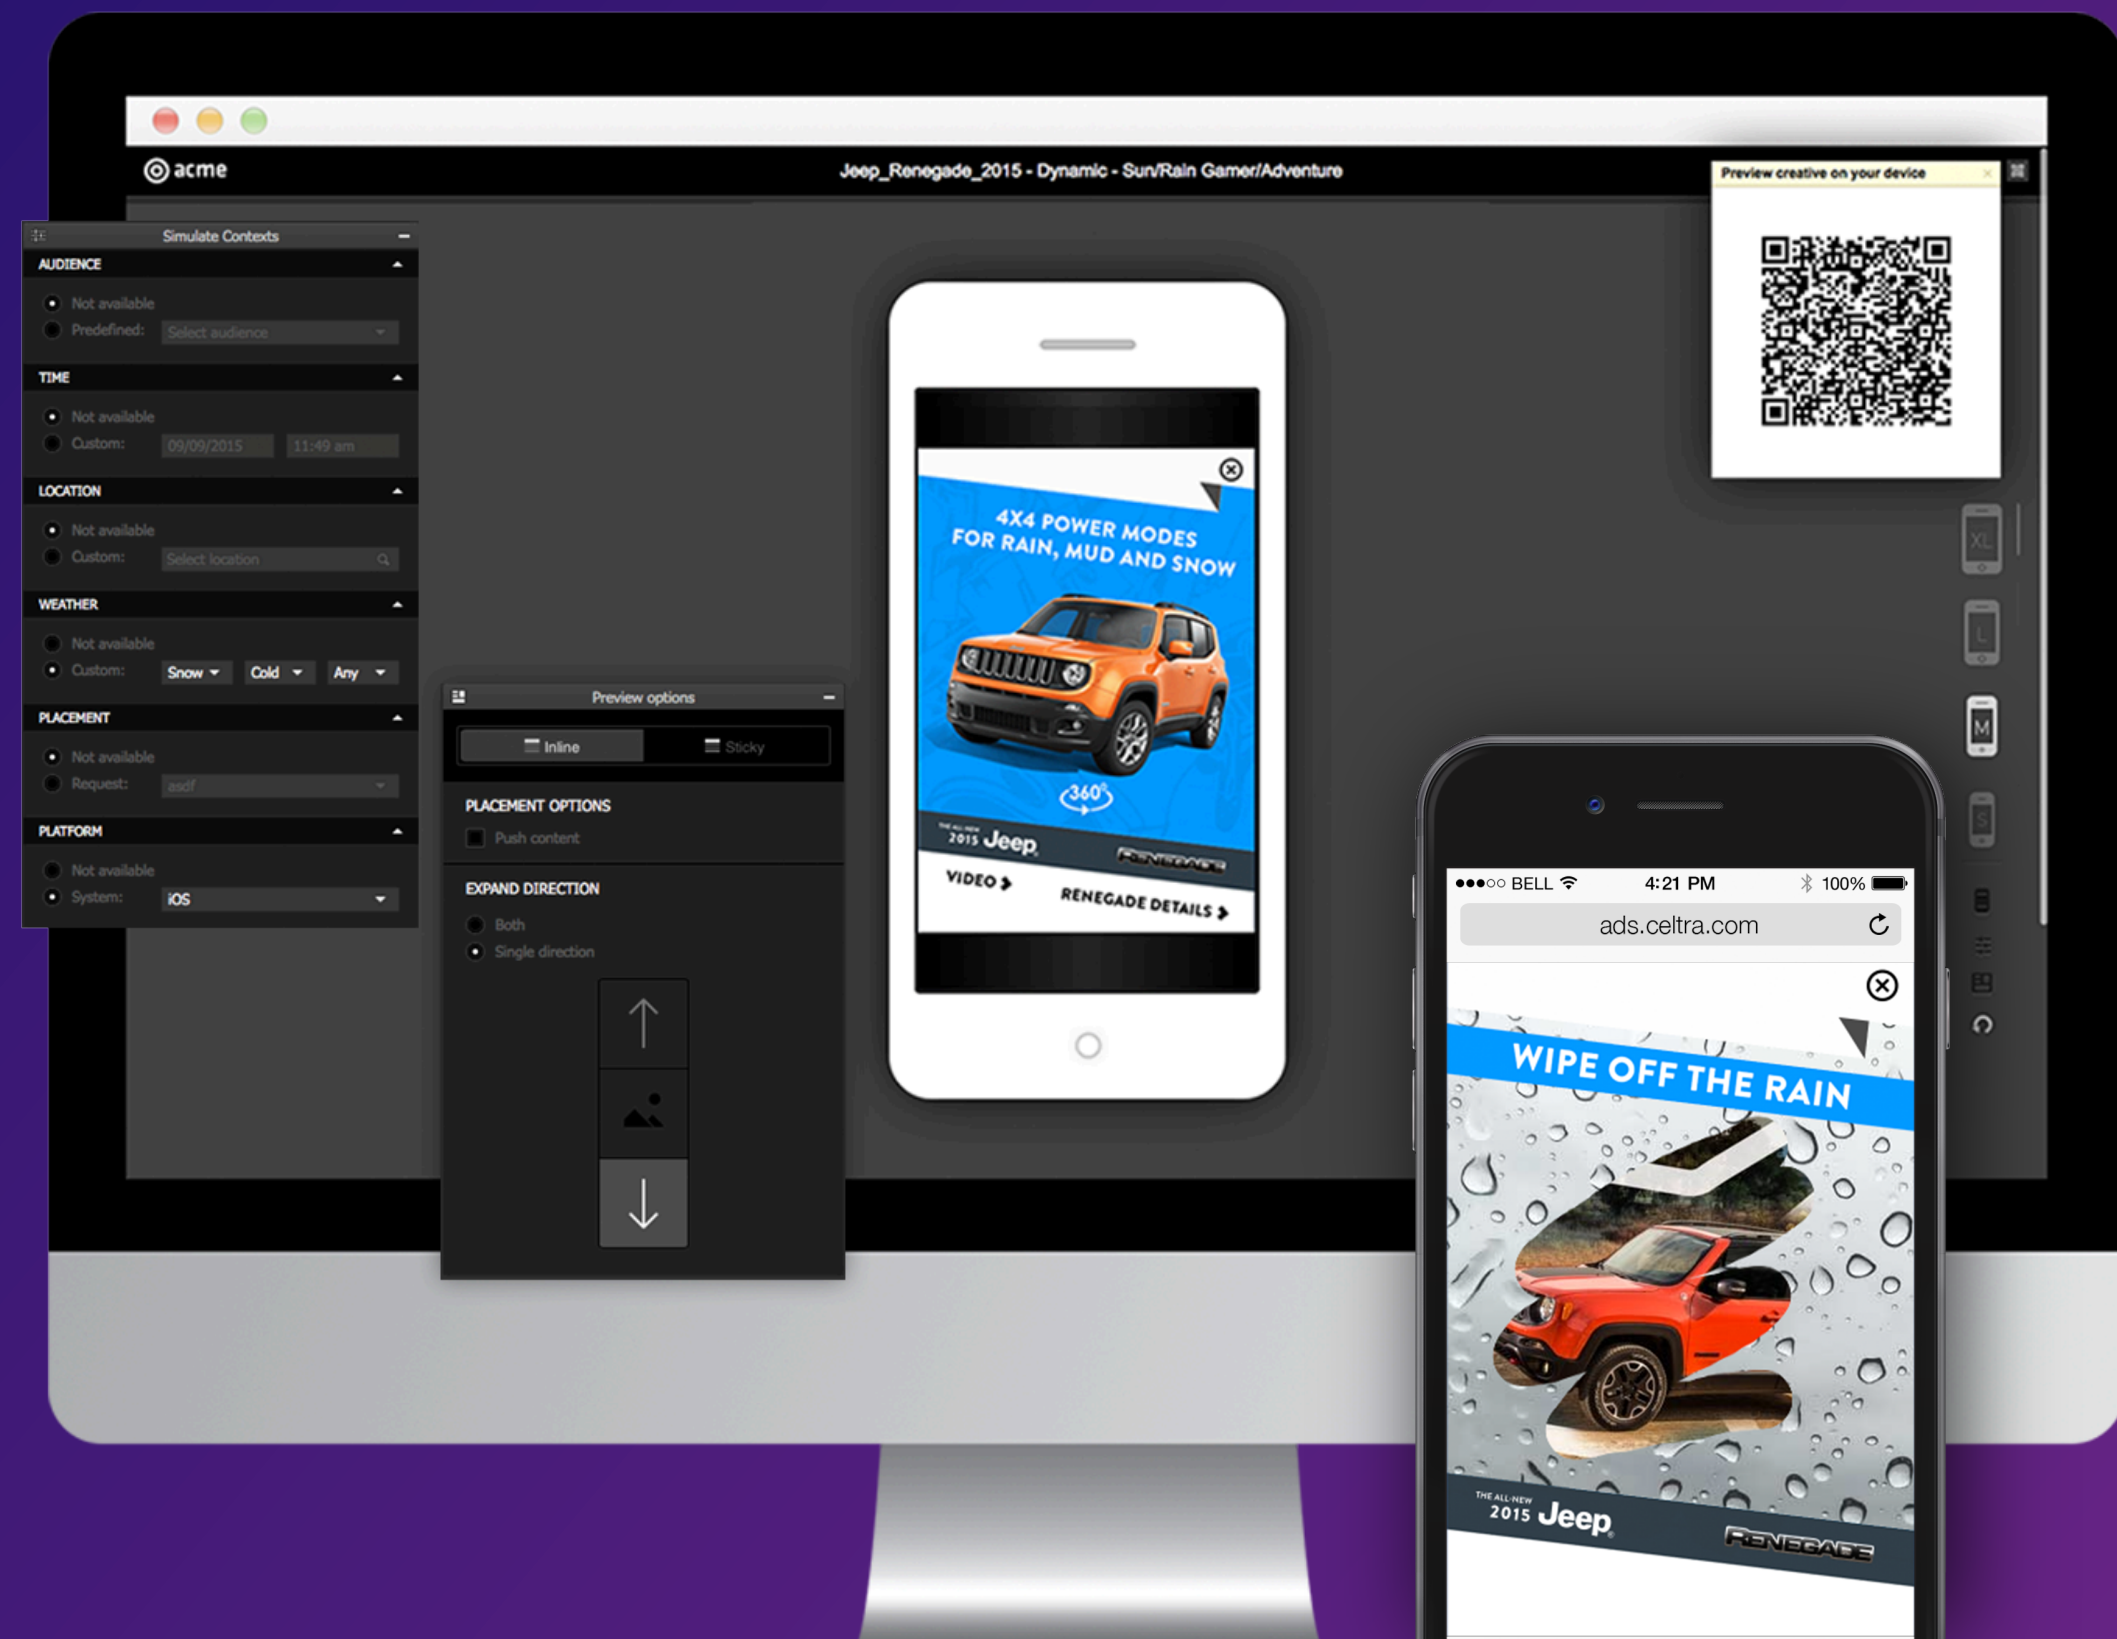 acme
Jeep_Renegade_2015 - Dynamic - Sun/Rain Gamer/Adventure
Preview creative on your device
Simulate Contexts
AUDIENCE
Not available
Predefined: Select audience
TIME
Not available
Custom: 09/09/2015 11:49 am
LOCATION
Not available
Custom: Select location
WEATHER
Not available
Custom: Snow Cold Any
PLACEMENT
Not available
Request: asdf
PLATFORM
Not available
System: iOS
Preview options
Inline Sticky
PLACEMENT OPTIONS
Push content
EXPAND DIRECTION
Both
Single direction
4X4 POWER MODES
FOR RAIN, MUD AND SNOW
360°
THE ALL-NEW
2015 Jeep
RENEGADE
VIDEO
RENEGADE DETAILS
XL
L
M
S
BELL 4:21 PM 100%
ads.celtra.com
WIPE OFF THE RAIN
THE ALL-NEW
2015 Jeep
RENEGADE